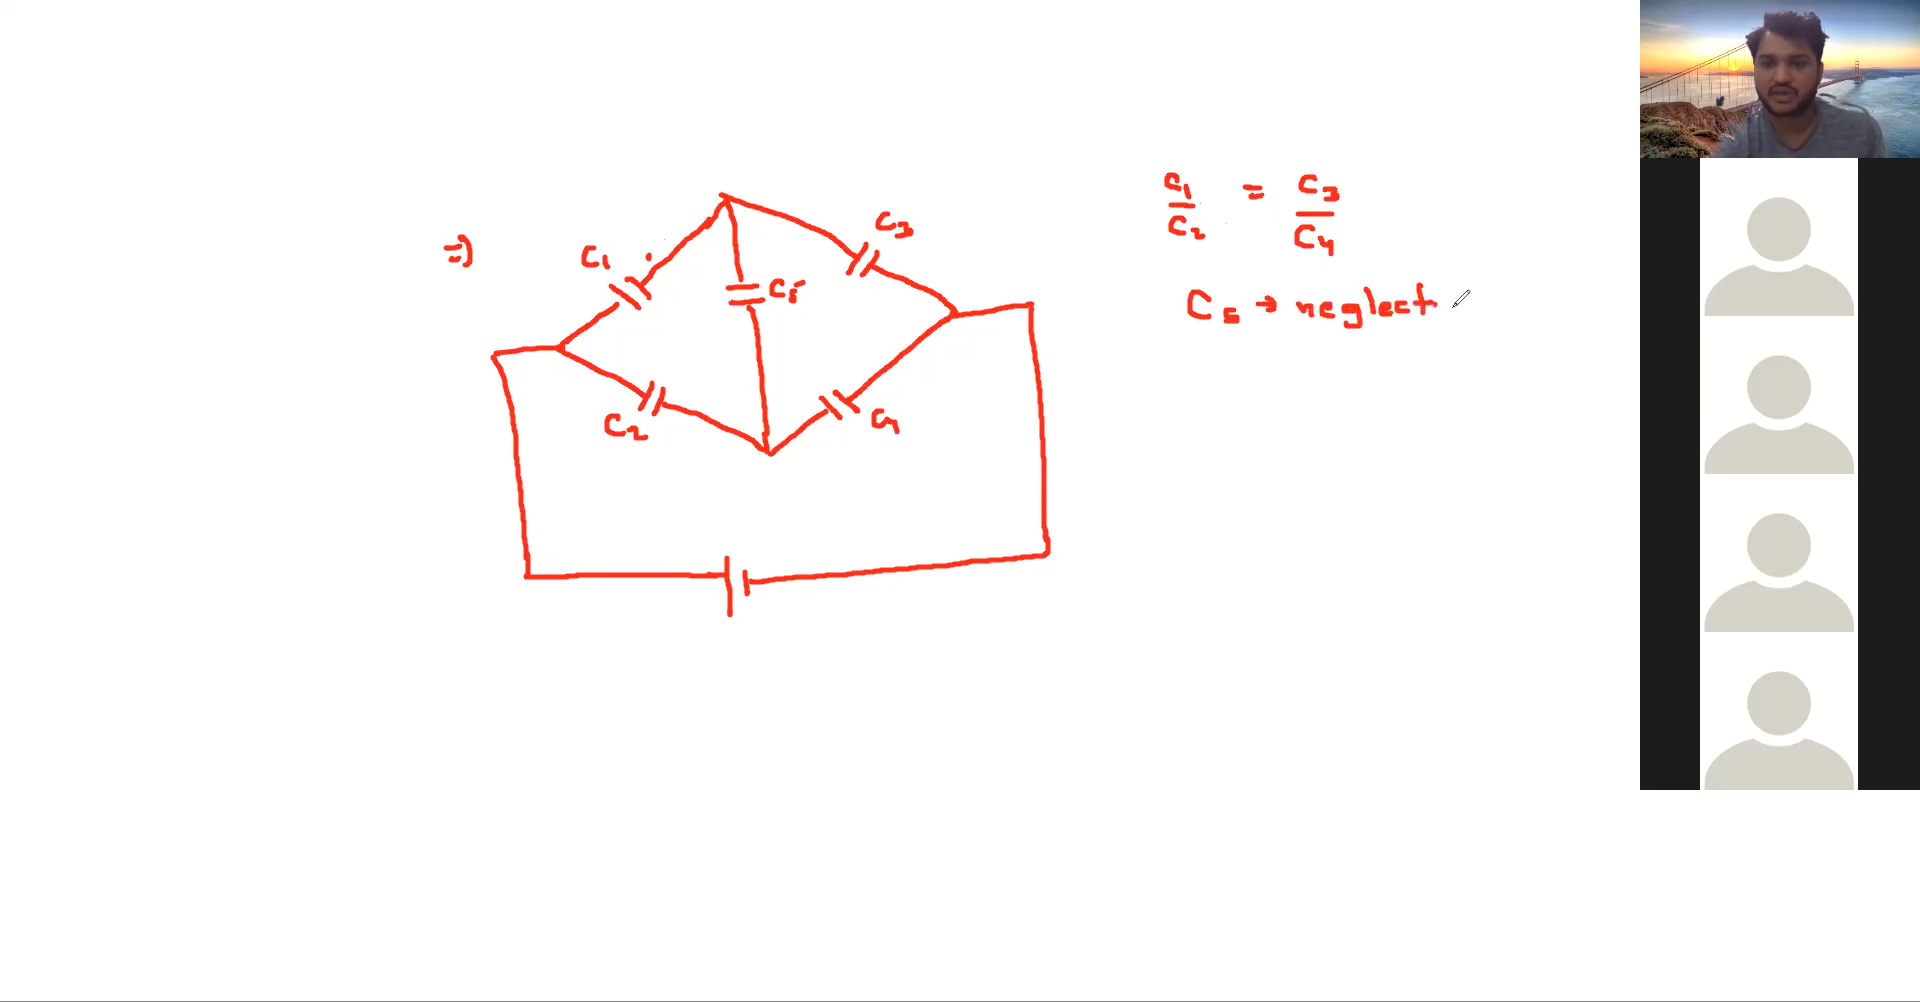 =)
C1
C3
C5
C2
C4
C1/C2 = C3/C4
C5 → neglect